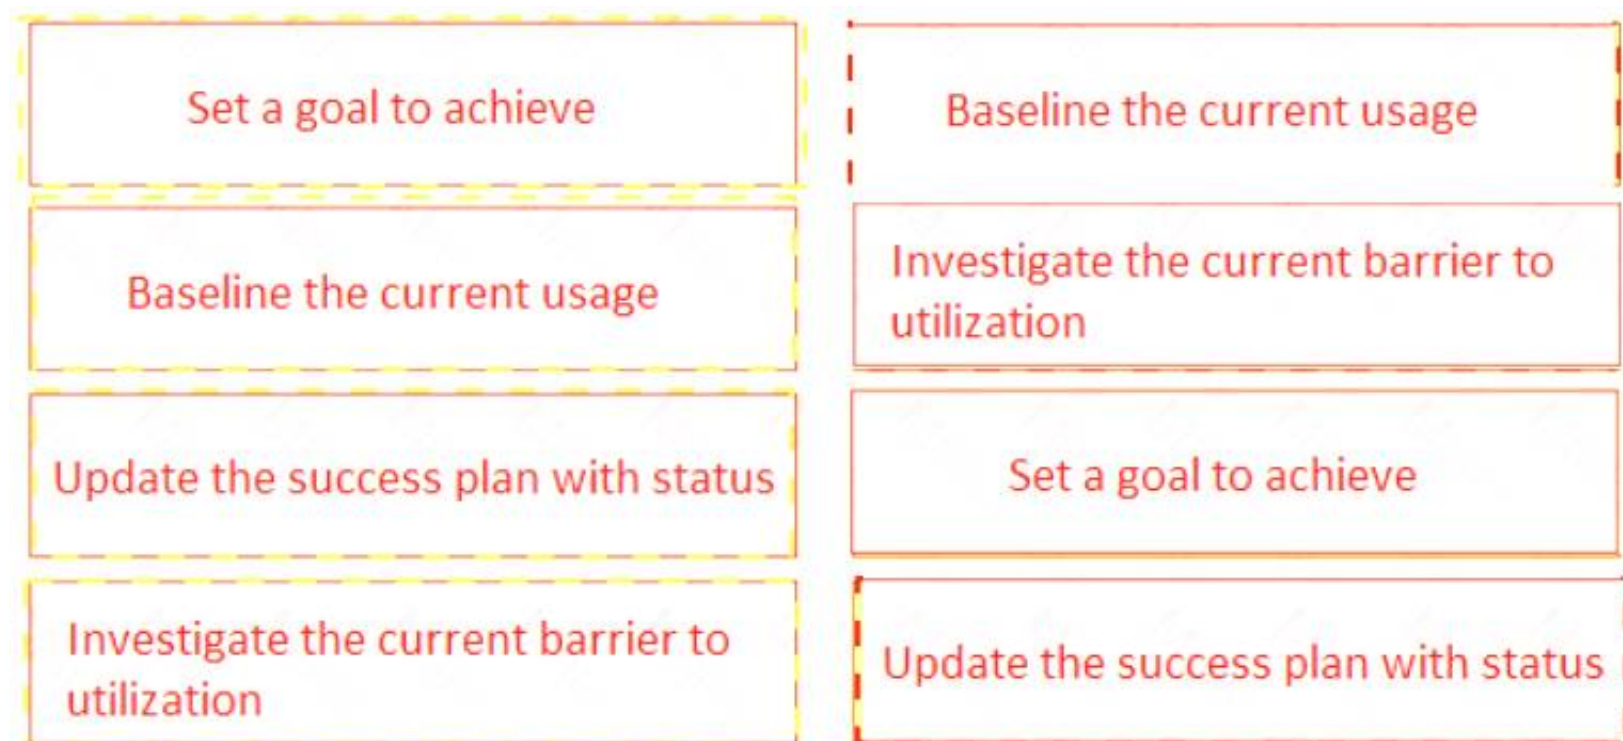 Set a goal to achieve
Baseline the current usage
Baseline the current usage
Investigate the current barrier to
utilization
Update the success plan with status
Set a goal to achieve
Investigate the current barrier to
utilization
Update the success plan with status